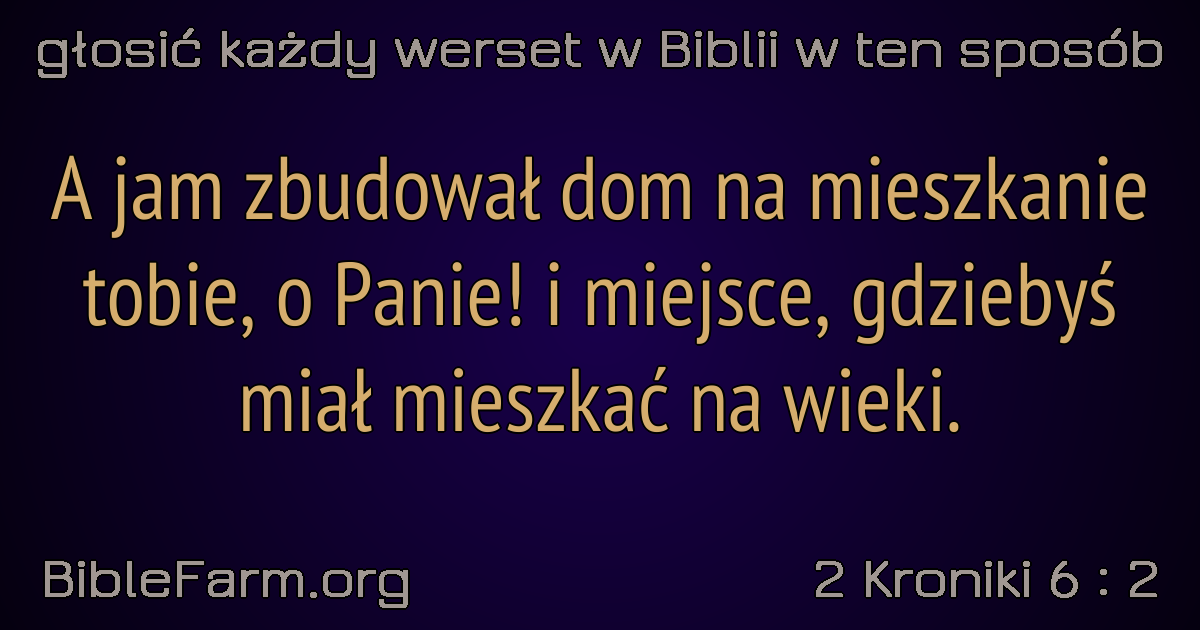 głosić każdy werset w Biblii w ten sposób
A jam zbudował dom na mieszkanie
tobie, o Panie! i miejsce, gdziebyś
miał mieszkać na wieki.
BibleFarm.org
2 Kroniki 6 : 2